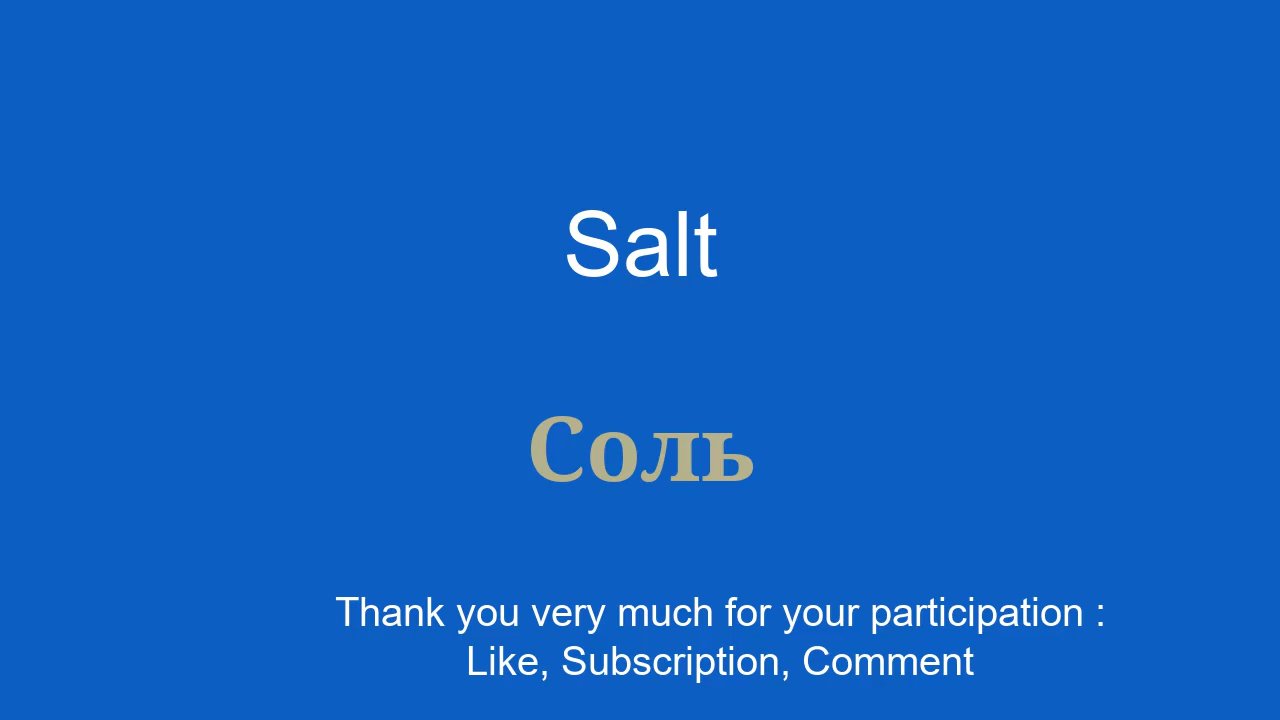 Salt
Соль
Thank you very much for your participation :
Like, Subscription, Comment